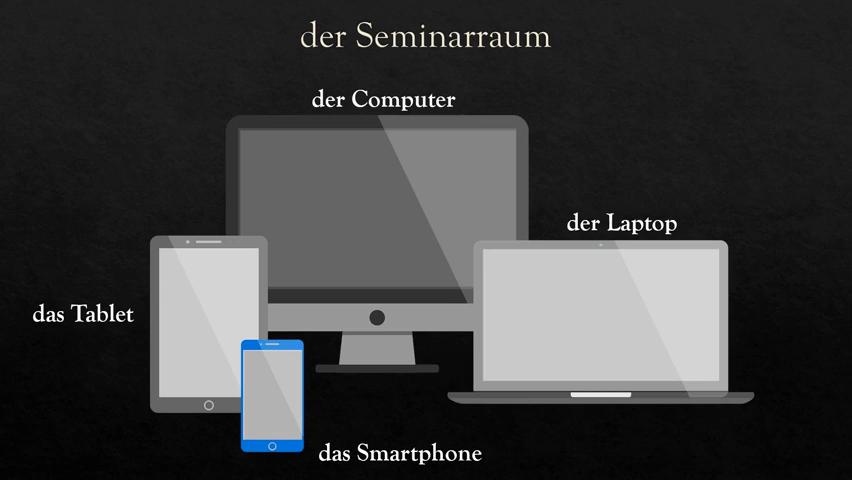 der Seminarraum
der Computer
der Laptop
das Tablet
das Smartphone